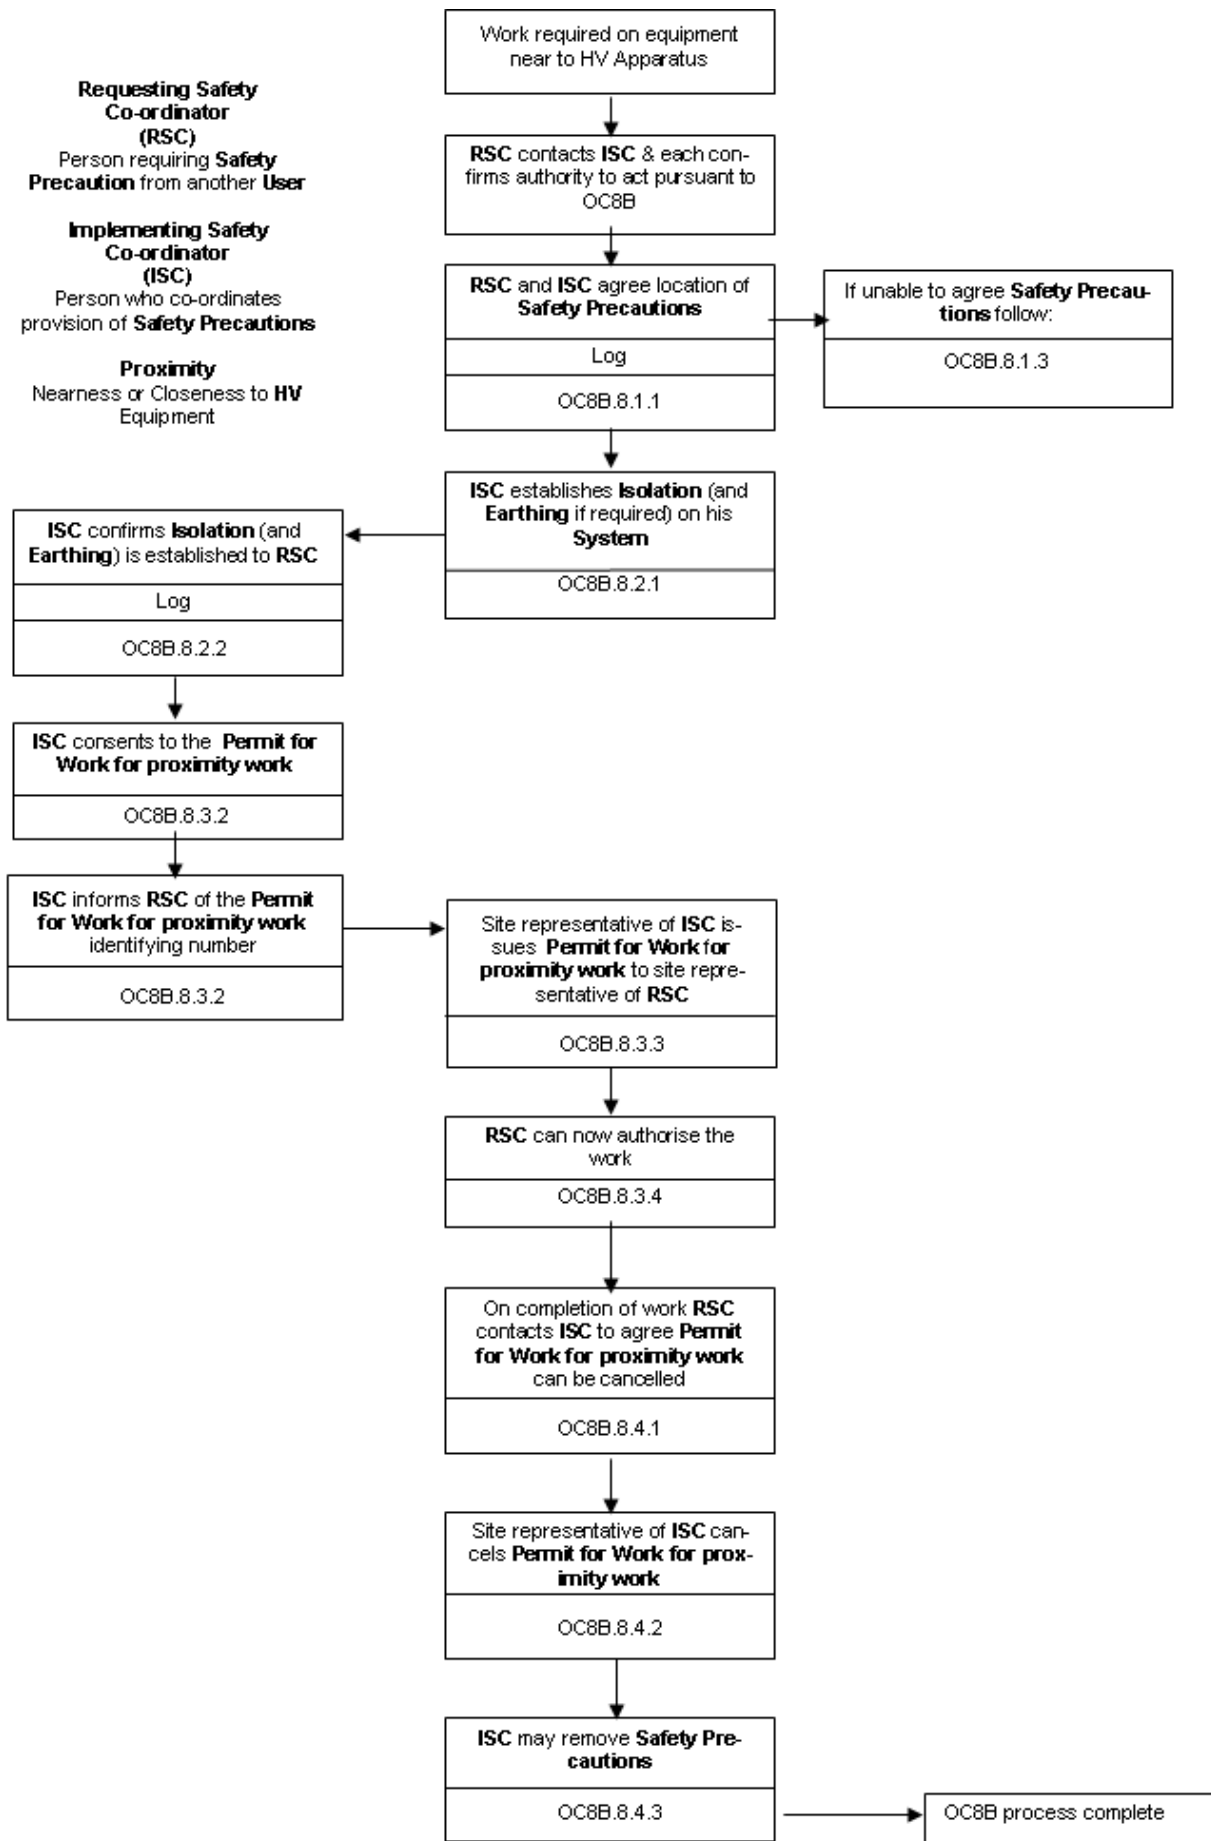 Work required on equipment
near to HV Apparatus
Requesting Safety
Co-ordinator
(RSC)
Person requiring Safety
Precaution from another User
Implementing Safety
Co-ordinator
(ISC)
Person who co-ordinates
provision of Safety Precautions
Proximity
Nearness or Closeness to HV
Equipment
RSC contacts ISC & each con-
firms authority to act pursuant to
OC8B
RSC and ISC agree location of
Safety Precautions
Log
OC8B.8.1.1
If unable to agree Safety Precau-
tions follow:
OC8B.8.1.3
ISC establishes Isolation (and
Earthing if required) on his
System
OC8B.8.2.1
ISC confirms Isolation (and
Earthing) is established to RSC
Log
OC8B.8.2.2
ISC consents to the Permit for
Work for proximity work
OC8B.8.3.2
ISC informs RSC of the Permit
for Work for proximity work
identifying number
OC8B.8.3.2
Site representative of ISC is-
sues Permit for Work for
proximity work to site repre-
sentative of RSC
OC8B.8.3.3
RSC can now authorise the
work
OC8B.8.3.4
On completion of work RSC
contacts ISC to agree Permit
for Work for proximity work
can be cancelled
OC8B.8.4.1
Site representative of ISC can-
cels Permit for Work for prox-
imity work
OC8B.8.4.2
ISC may remove Safety Pre-
cautions
OC8B.8.4.3
OC8B process complete